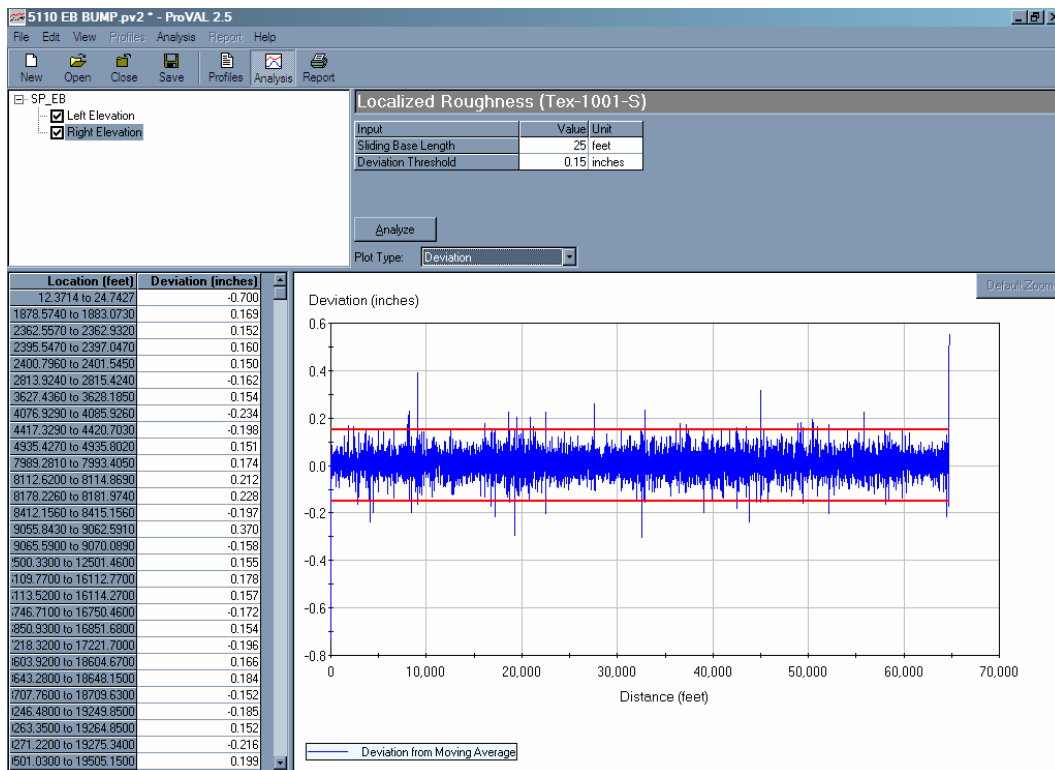 5110 EB BUMP.pv2 * - ProVAL 2.5
File Edit View Profiles Analysis Report Help
New Open Close Save Profiles Analysis Report
SP_EB
Left Elevation
Right Elevation
Localized Roughness (Tex-1001-S)
Input Value Unit
Sliding Base Length 25 feet
Deviation Threshold 0.15 inches
Analyze
Plot Type: Deviation
Location (feet) Deviation (inches)
12.3714 to 24.7427 -0.700
1878.5740 to 1883.0730 0.169
2362.5570 to 2362.9320 0.152
2395.5470 to 2397.0470 0.160
2400.7960 to 2401.5450 0.150
2813.9240 to 2815.4240 -0.162
3627.4360 to 3628.1850 0.154
4076.9290 to 4085.9260 -0.234
4417.3290 to 4420.7030 -0.198
4935.4270 to 4935.8020 0.151
7989.2810 to 7993.4050 0.174
8112.6200 to 8114.8690 0.212
8178.2260 to 8181.9740 0.228
8412.1560 to 8415.1560 -0.197
9055.8430 to 9062.5910 0.370
9065.5900 to 9070.0890 -0.158
500.3300 to 12501.4600 0.155
109.7700 to 16112.7700 0.178
113.5200 to 16114.2700 0.157
746.7100 to 16750.4600 -0.172
850.9300 to 16851.6800 0.154
218.3200 to 17221.7000 -0.196
603.9200 to 18604.6700 0.166
643.2800 to 18648.1500 0.184
707.7600 to 18709.6300 -0.152
246.4800 to 19249.8500 -0.185
263.3500 to 19264.8500 0.152
271.2200 to 19275.3400 -0.216
501.0300 to 19505.1500 0.199
Default Zoom
Deviation (inches)
0.6
0.4
0.2
0.0
-0.2
-0.4
-0.6
-0.8
0 10,000 20,000 30,000 40,000 50,000 60,000 70,000
Distance (feet)
Deviation from Moving Average